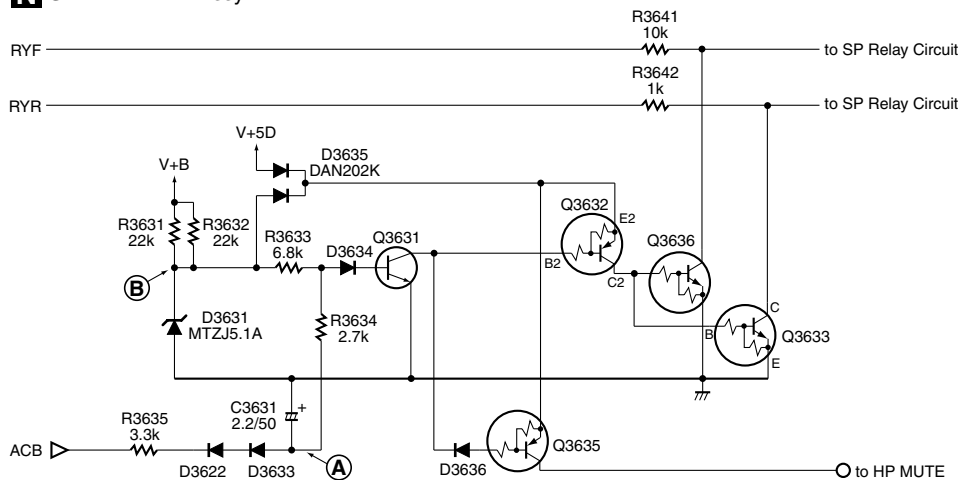 N
R3641
10k
RYF
to SP Relay Circuit
R3642
1k
RYR
to SP Relay Circuit
V+5D
D3635
DAN202K
V+B
R3631
22k
R3632
22k
R3633
6.8k
D3634
Q3631
Q3632
E2
B2
C2
Q3636
B
D3631
MTZJ5.1A
R3634
2.7k
C
B
E
Q3633
C3631
2.2/50
+
R3635
3.3k
ACB
D3622
D3633
A
D3636
Q3635
to HP MUTE